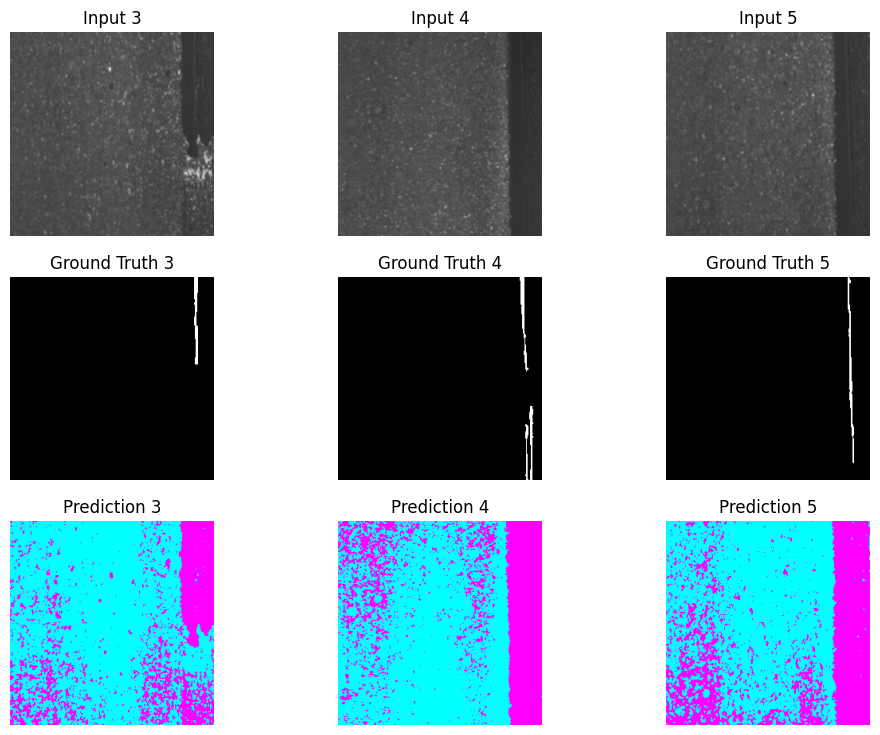 Input 3
Input 4
Input 5
Ground Truth 3
Ground Truth 4
Ground Truth 5
Prediction 3
Prediction 4
Prediction 5